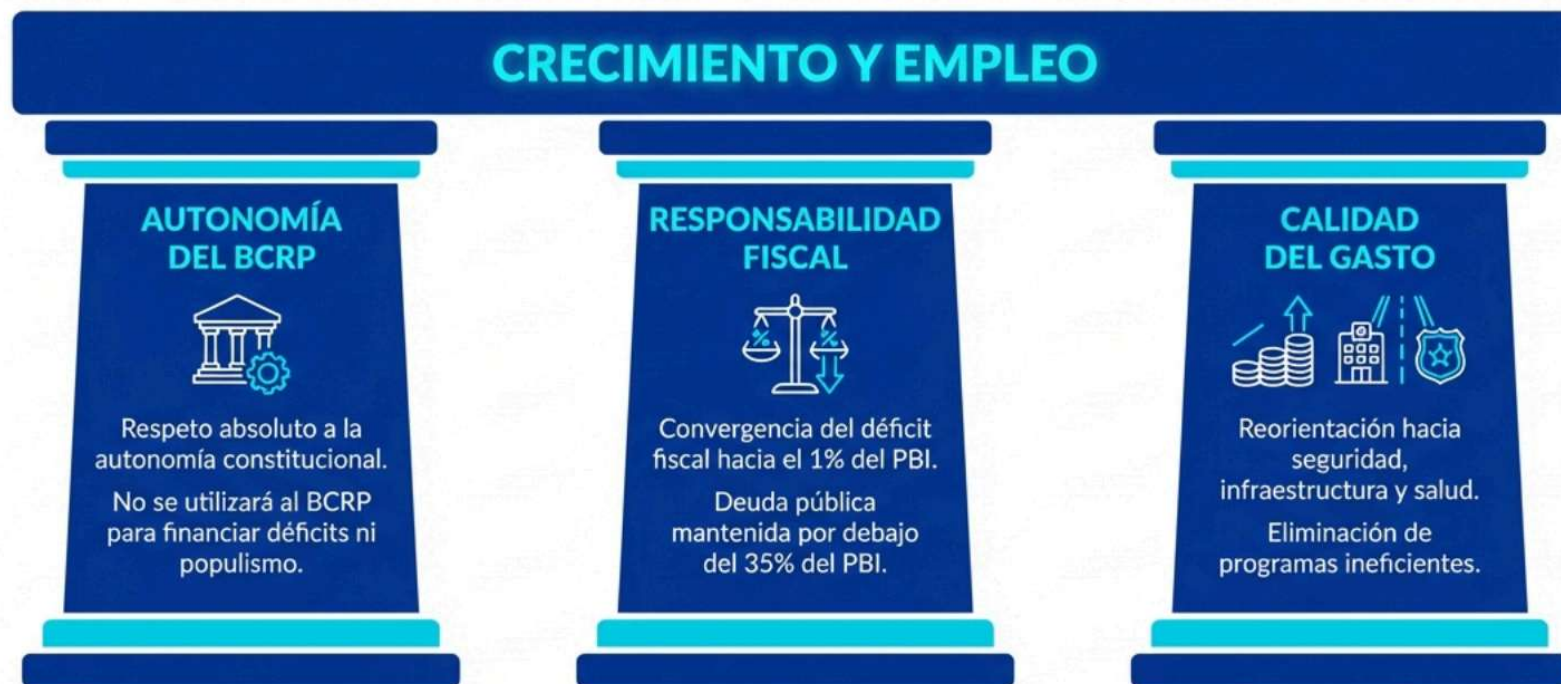 CRECIMIENTO Y EMPLEO
AUTONOMÍA
DEL BCRP
Respeto absoluto a la
autonomía constitucional.
No se utilizará al BCRP
para financiar déficits ni
populismo.
RESPONSABILIDAD
FISCAL
%
%
Convergencia del déficit
fiscal hacia el 1% del PBI.
Deuda pública
mantenida por debajo
del 35% del PBI.
CALIDAD
DEL GASTO
Reorientación hacia
seguridad,
infraestructura y salud.
Eliminación de
programas ineficientes.